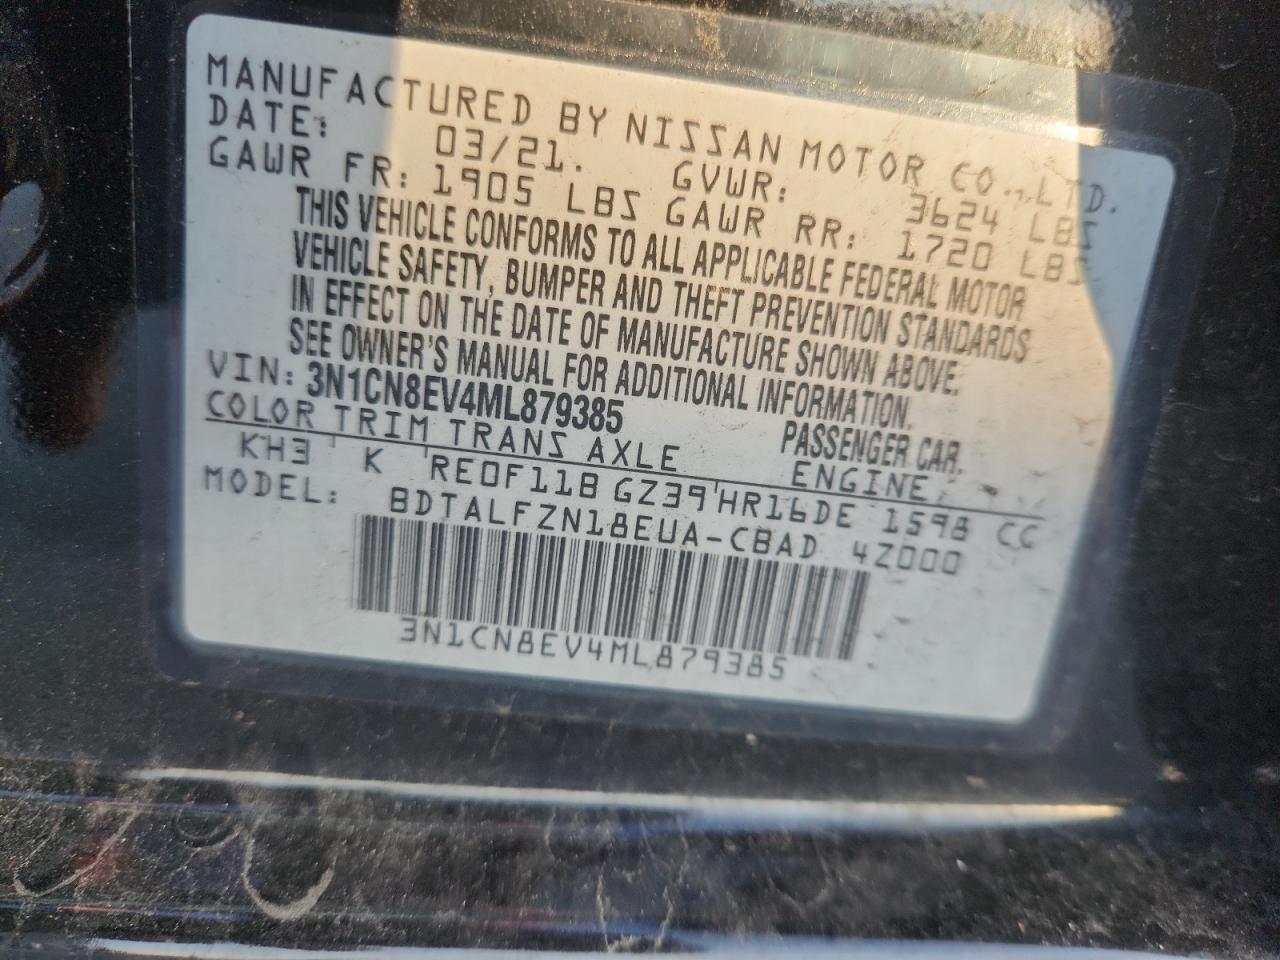 MANUFACTURED BY NISSAN MOTOR CO., LTD.
DATE: 03/21. GVWR: 3624 LBS
GAWR FR: 1905 LBS GAWR RR: 1720 LBS
THIS VEHICLE CONFORMS TO ALL APPLICABLE FEDERAL MOTOR
VEHICLE SAFETY, BUMPER AND THEFT PREVENTION STANDARDS
IN EFFECT ON THE DATE OF MANUFACTURE SHOWN ABOVE.
SEE OWNER'S MANUAL FOR ADDITIONAL INFORMATION.
VIN: 3N1CN8EV4ML879385 PASSENGER CAR.
COLOR TRIM TRANS AXLE ENGINE
KH3 K RE0F11B GZ39 HR16DE 1598 CC
MODEL: BDTALFZN18EUA-CBAD 4Z000
3N1CN8EV4ML879385